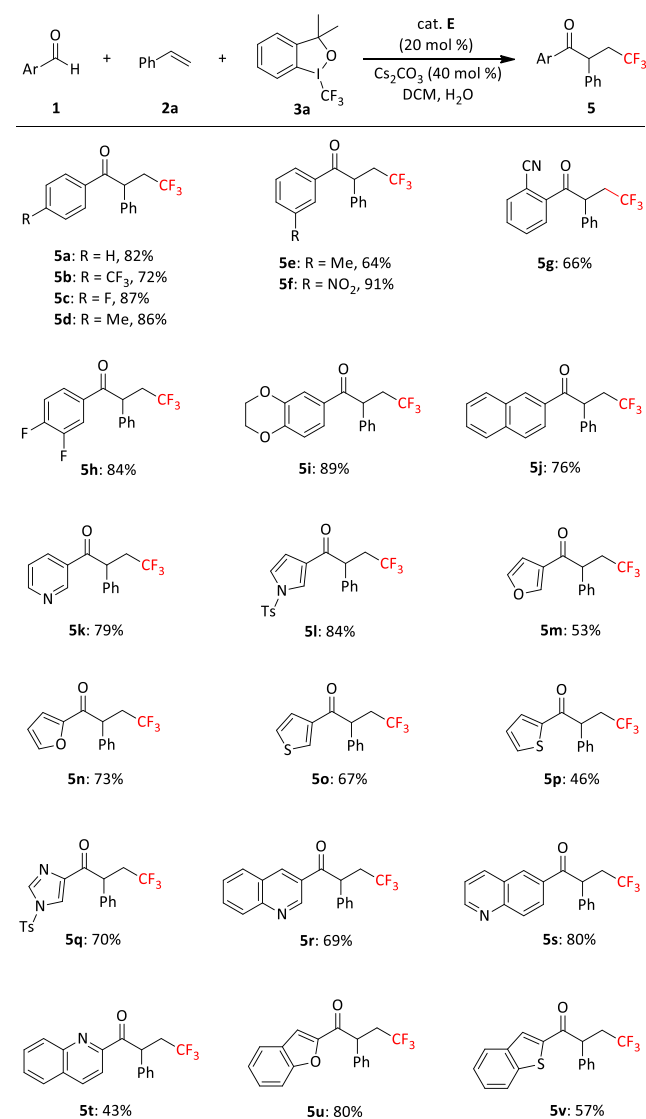 O
Ar
H
1
+
Ph
2a
+
O
I
CF₃
3a
cat. E
(20 mol %)
Cs₂CO₃ (40 mol %)
DCM, H₂O
O
Ar
CF₃
Ph
5
O
CF₃
Ph
R
5a: R = H, 82%
5b: R = CF₃, 72%
5c: R = F, 87%
5d: R = Me, 86%
O
CF₃
Ph
R
5e: R = Me, 64%
5f: R = NO₂, 91%
CN
O
CF₃
Ph
5g: 66%
O
CF₃
Ph
F
F
5h: 84%
O
O
CF₃
Ph
O
5i: 89%
O
CF₃
Ph
5j: 76%
O
CF₃
Ph
N
5k: 79%
O
CF₃
Ph
N
Ts
5l: 84%
O
CF₃
Ph
O
5m: 53%
O
CF₃
O
Ph
5n: 73%
O
CF₃
S
Ph
5o: 67%
O
CF₃
S
Ph
5p: 46%
O
N
CF₃
Ph
N
Ts
5q: 70%
O
CF₃
Ph
N
5r: 69%
O
CF₃
Ph
N
5s: 80%
O
N
CF₃
Ph
5t: 43%
O
CF₃
O
Ph
5u: 80%
O
CF₃
S
Ph
5v: 57%